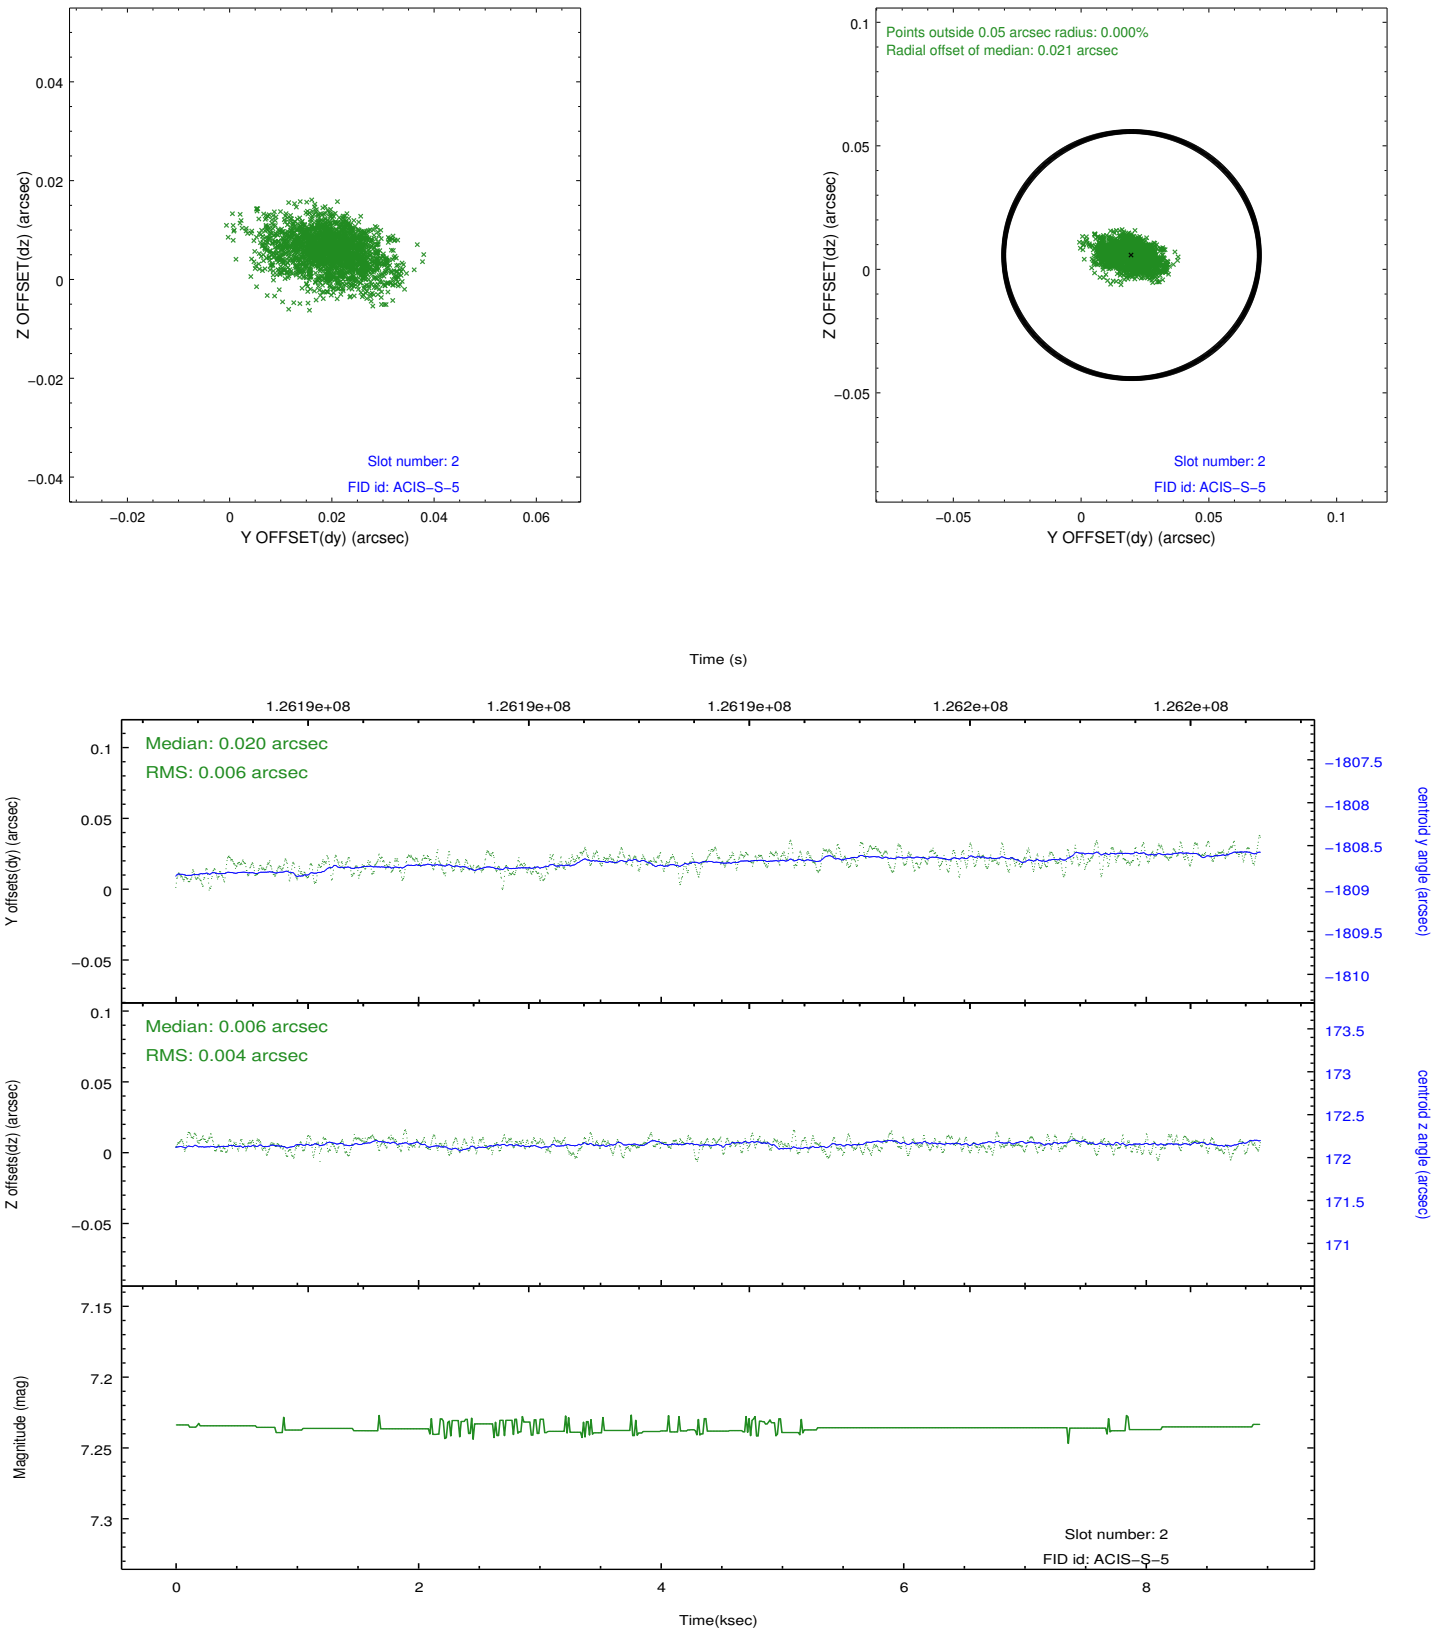 0.04
0.02
0
−0.02
−0.04
Z OFFSET(dz) (arcsec)
Slot number: 2
FID id: ACIS−S−5
−0.02
0
0.02
0.04
0.06
Y OFFSET(dy) (arcsec)
Points outside 0.05 arcsec radius: 0.000%
Radial offset of median: 0.021 arcsec
0.1
0.05
0
−0.05
Z OFFSET(dz) (arcsec)
Slot number: 2
FID id: ACIS−S−5
−0.05
0
0.05
0.1
Y OFFSET(dy) (arcsec)
Time (s)
1.2619e+08
1.2619e+08
1.2619e+08
1.262e+08
1.262e+08
Median: 0.020 arcsec
RMS: 0.006 arcsec
0.1
0.05
0
−0.05
Y offsets(dy) (arcsec)
−1807.5
−1808
−1808.5
−1809
−1809.5
−1810
centroid y angle (arcsec)
Median: 0.006 arcsec
RMS: 0.004 arcsec
0.1
0.05
0
−0.05
Z offsets(dz) (arcsec)
173.5
173
172.5
172
171.5
171
centroid z angle (arcsec)
7.15
7.2
7.25
7.3
Magnitude (mag)
Slot number: 2
FID id: ACIS−S−5
0
2
4
6
8
Time(ksec)